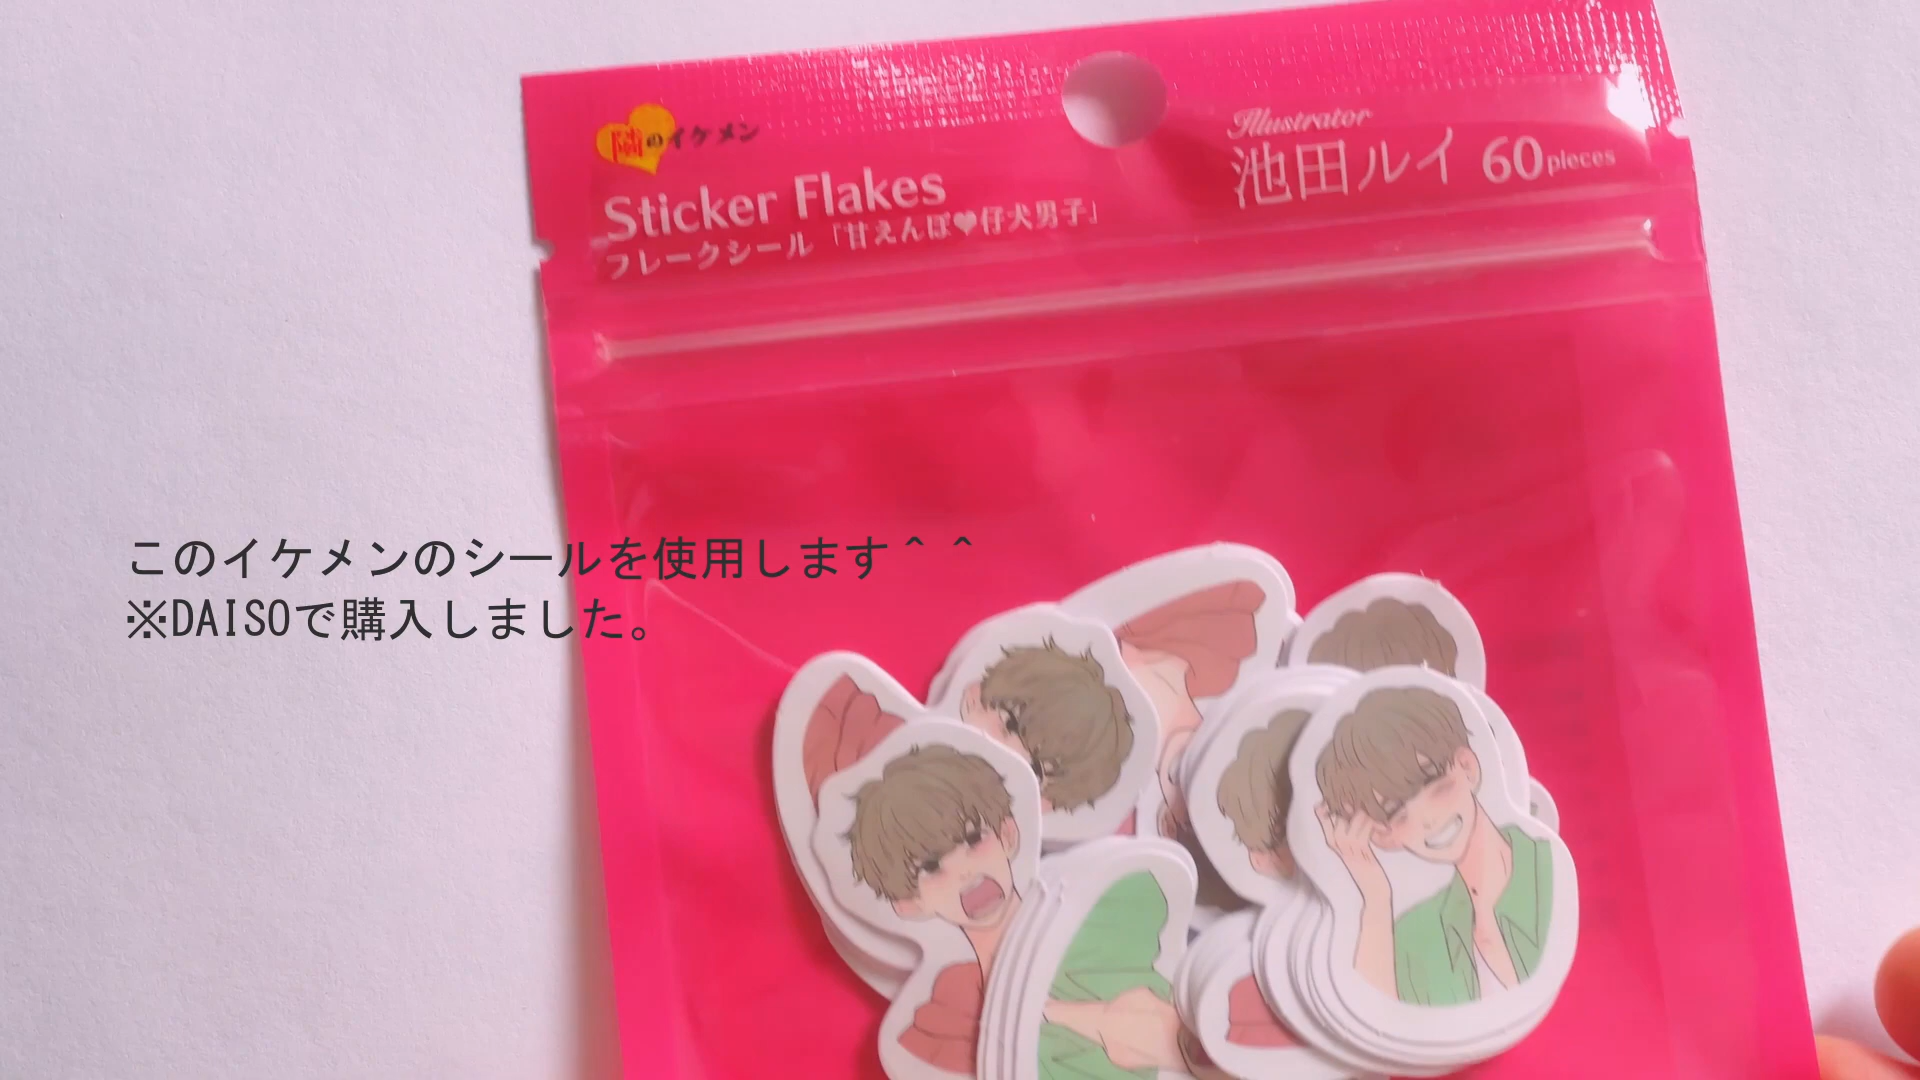 隣のイケメン
Sticker Flakes
フレークシール「甘えんぼ♥仔犬男子」
Illustrator
池田ルイ 60pieces
このイケメンのシールを使用します＾＾
※DAISOで購入しました。